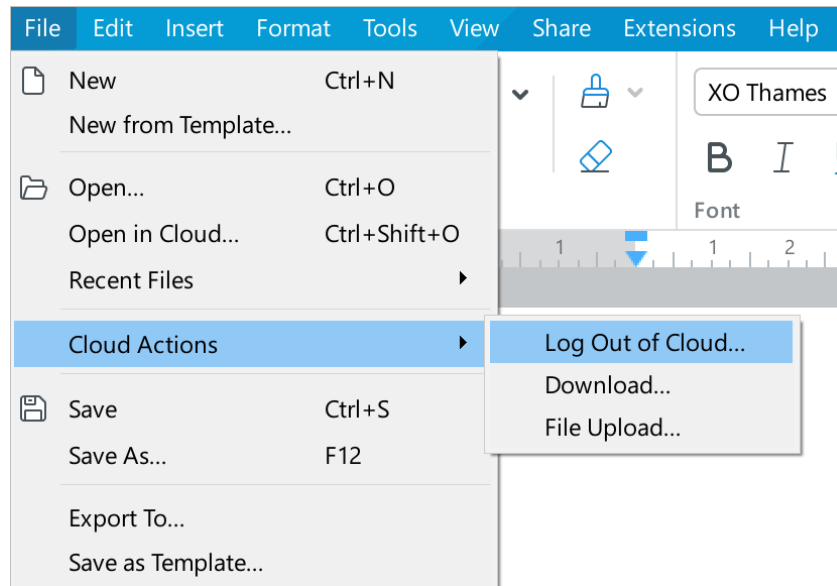 File Edit Insert Format Tools View Share Extensions Help
New Ctrl+N
New from Template...
Open... Ctrl+O
Open in Cloud... Ctrl+Shift+O
Recent Files
Cloud Actions
Save Ctrl+S
Save As... F12
Export To...
Save as Template...
Log Out of Cloud...
Download...
File Upload...
XO Thames
B I
Font
1 1 2